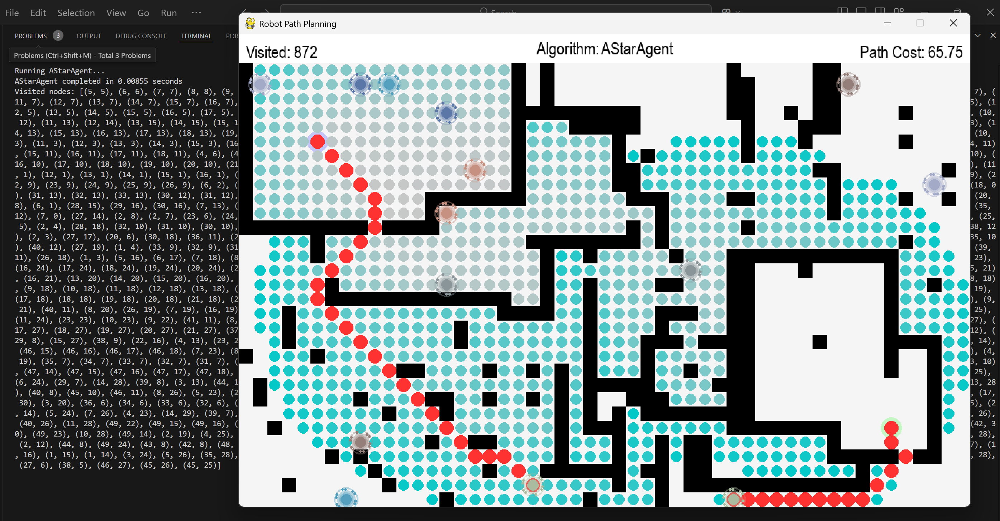 File Edit Selection View Go Run ···
Search
PROBLEMS 3 OUTPUT DEBUG CONSOLE TERMINAL POR
Problems (Ctrl+Shift+M) - Total 3 Problems
Robot Path Planning
Visited: 872
Algorithm: AStarAgent
Path Cost: 65.75
Running AStarAgent...
AStarAgent completed in 0.00855 seconds
Visited nodes: [(5, 5), (6, 6), (7, 7), (8, 8), (9,
11, 7), (12, 7), (13, 7), (14, 7), (15, 7), (16, 7),
2, 5), (13, 5), (14, 5), (15, 5), (16, 5), (17, 5),
12), (11, 13), (12, 14), (13, 15), (14, 15), (15, 1
4, 13), (15, 13), (16, 13), (17, 13), (18, 13), (19,
3), (11, 3), (12, 3), (13, 3), (14, 3), (15, 3), (16
, (15, 11), (16, 11), (17, 11), (18, 11), (4, 6), (4
16, 10), (17, 10), (18, 10), (19, 10), (20, 10), (21
, 1), (12, 1), (13, 1), (14, 1), (15, 1), (16, 1), (
2, 9), (23, 9), (24, 9), (25, 9), (26, 9), (6, 2), (
), (31, 13), (32, 13), (33, 13), (30, 12), (31, 12),
8), (6, 1), (28, 15), (29, 16), (30, 16), (7, 13), (
12), (7, 0), (27, 14), (2, 8), (2, 7), (23, 6), (24,
5), (2, 4), (28, 18), (32, 10), (31, 10), (30, 10),
), (2, 3), (27, 17), (20, 6), (30, 18), (36, 11), (2
), (40, 12), (27, 19), (1, 4), (33, 9), (32, 9), (31
11), (26, 18), (1, 3), (5, 16), (6, 17), (7, 18), (8
(16, 24), (17, 24), (18, 24), (19, 24), (20, 24), (2
, (16, 21), (13, 20), (14, 20), (15, 20), (16, 20),
, (9, 18), (10, 18), (11, 18), (12, 18), (13, 18), (
(17, 18), (18, 18), (19, 18), (20, 18), (21, 18), (2
21), (40, 11), (8, 20), (26, 19), (7, 19), (16, 19)
(11, 24), (23, 23), (10, 23), (9, 22), (41, 11), (8,
17, 27), (18, 27), (19, 27), (20, 27), (21, 27), (37
29, 8), (15, 27), (38, 9), (22, 16), (4, 13), (23, 2
(46, 15), (46, 16), (46, 17), (46, 18), (7, 23), (8
19), (35, 7), (34, 7), (33, 7), (32, 7), (31, 7), (
, (47, 14), (47, 15), (47, 16), (47, 17), (47, 18),
(6, 24), (29, 7), (14, 28), (39, 8), (3, 13), (44, 1
), (40, 8), (45, 10), (46, 11), (8, 26), (5, 23), (2
30), (3, 20), (36, 6), (34, 6), (33, 6), (32, 6), (
, 14), (5, 24), (7, 26), (4, 23), (14, 29), (39, 7),
(40, 26), (11, 28), (49, 22), (49, 15), (49, 16), (
0), (49, 23), (10, 28), (49, 14), (2, 19), (4, 25),
(2, 12), (44, 8), (49, 24), (43, 8), (42, 8), (48,
, 16), (1, 15), (1, 14), (3, 24), (5, 26), (35, 28),
(27, 6), (38, 5), (46, 27), (45, 26), (45, 25)]
7), (
5), (1
, (10,
3), (1
(10,
4, 11)
10), (
), (11
9), (2
(18, 0
(20,
(35,
, (25,
38, 12
35, 10
(39,
23),
5, 21)
8, 18)
19),
), (9,
25),
27), (
12), (
, 14),
), (4,
3, 10)
25),
13, 28
, (17,
5), (2
, 26),
(42, 3
, 28),
7), (1
, 28),